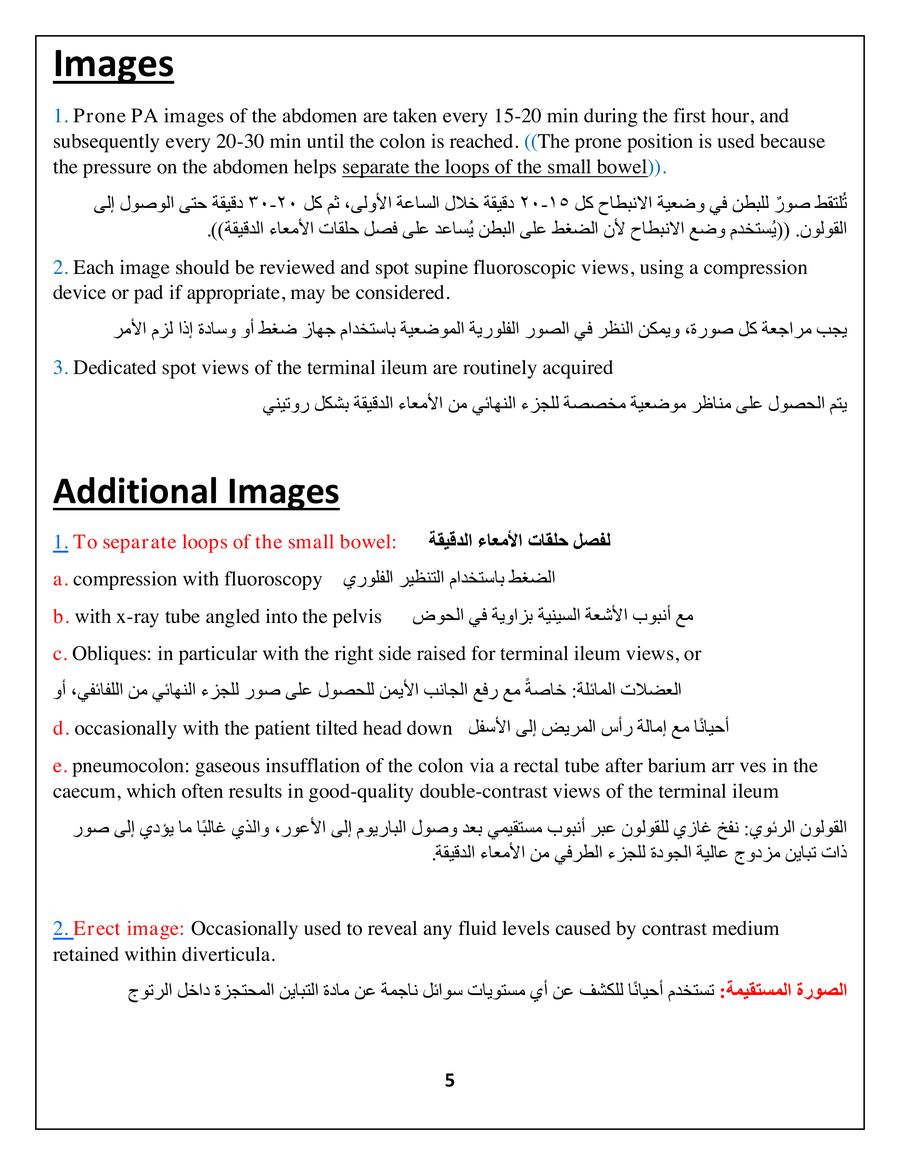 Images
1. Prone PA images of the abdomen are taken every 15-20 min during the first hour, and
subsequently every 20-30 min until the colon is reached. ((The prone position is used because
the pressure on the abdomen helps separate the loops of the small bowel)).
تُلتقط صورٌ للبطن في وضعية الانبطاح كل ١٥-٢٠ دقيقة خلال الساعة الأولى، ثم كل ٢٠-٣٠ دقيقة حتى الوصول إلى
القولون. ((يُستخدم وضع الانبطاح لأن الضغط على البطن يُساعد على فصل حلقات الأمعاء الدقيقة)).
2. Each image should be reviewed and spot supine fluoroscopic views, using a compression
device or pad if appropriate, may be considered.
يجب مراجعة كل صورة، ويمكن النظر في الصور الفلورية الموضعية باستخدام جهاز ضغط أو وسادة إذا لزم الأمر
3. Dedicated spot views of the terminal ileum are routinely acquired
يتم الحصول على مناظر موضعية مخصصة للجزء النهائي من الأمعاء الدقيقة بشكل روتيني
Additional Images
1. To separate loops of the small bowel: لفصل حلقات الأمعاء الدقيقة
a. compression with fluoroscopy الضغط باستخدام التنظير الفلوري
b. with x-ray tube angled into the pelvis مع أنبوب الأشعة السينية بزاوية في الحوض
c. Obliques: in particular with the right side raised for terminal ileum views, or
العضلات المائلة: خاصةً مع رفع الجانب الأيمن للحصول على صور للجزء النهائي من اللفائفي، أو
d. occasionally with the patient tilted head down أحيانًا مع إمالة رأس المريض إلى الأسفل
e. pneumocolon: gaseous insufflation of the colon via a rectal tube after barium arr ves in the
caecum, which often results in good-quality double-contrast views of the terminal ileum
القولون الرئوي: نفخ غازي للقولون عبر أنبوب مستقيمي بعد وصول الباريوم إلى الأعور، والذي غالبًا ما يؤدي إلى صور
ذات تباين مزدوج عالية الجودة للجزء الطرفي من الأمعاء الدقيقة.
2. Erect image: Occasionally used to reveal any fluid levels caused by contrast medium
retained within diverticula.
الصورة المستقيمة: تستخدم أحيانًا للكشف عن أي مستويات سوائل ناجمة عن مادة التباين المحتجزة داخل الرتوج
5